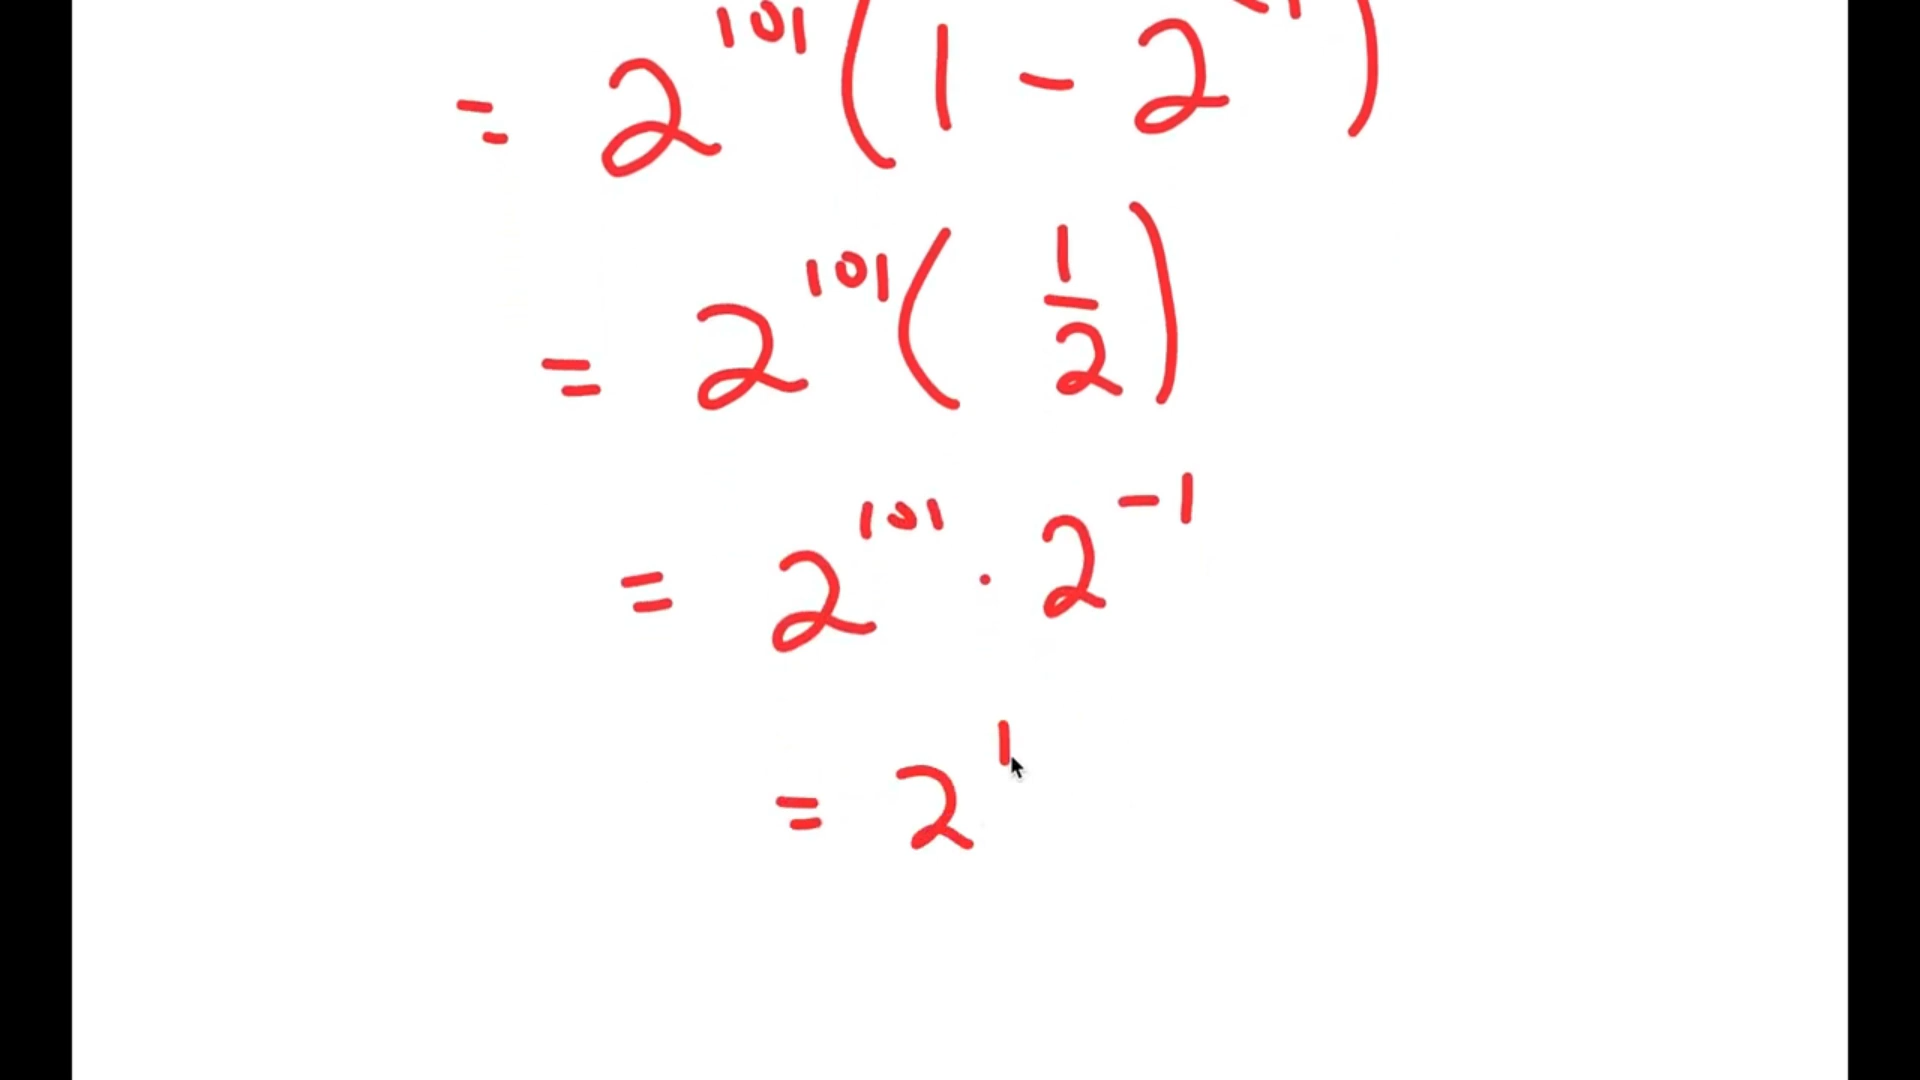 = 2^101 (1 - 2^-1)
= 2^101 (1/2)
= 2^101 · 2^-1
= 2^1